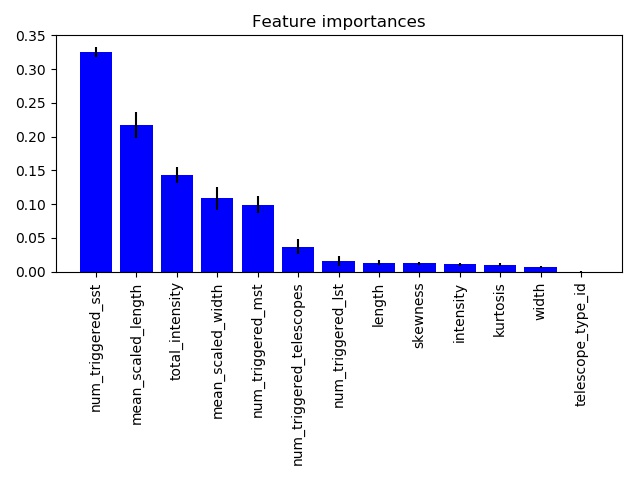 Feature importances
0.35
0.30
0.25
0.20
0.15
0.10
0.05
0.00
num_triggered_sst
mean_scaled_length
total_intensity
mean_scaled_width
num_triggered_mst
num_triggered_telescopes
num_triggered_lst
length
skewness
intensity
kurtosis
width
telescope_type_id